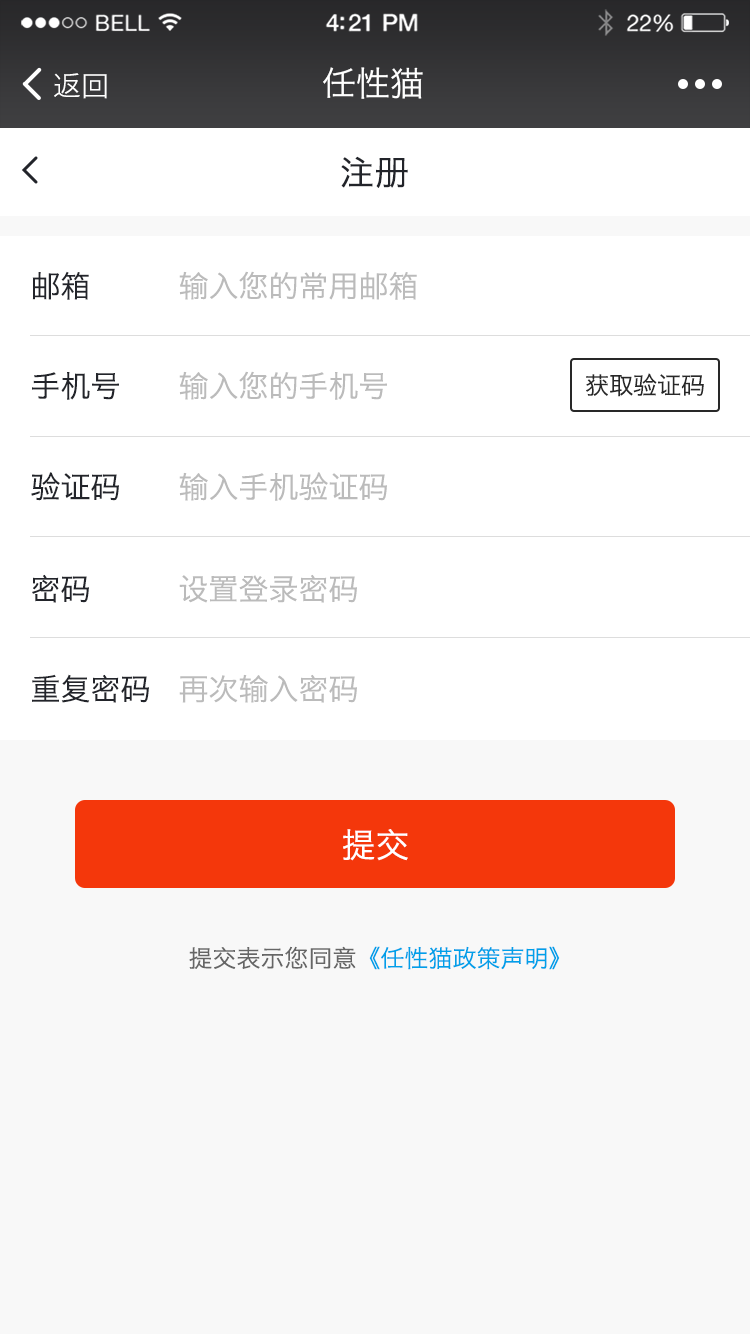 BELL 4:21 PM 22%
返回 任性猫
注册
邮箱 输入您的常用邮箱
手机号 输入您的手机号 获取验证码
验证码 输入手机验证码
密码 设置登录密码
重复密码 再次输入密码
提交
提交表示您同意《任性猫政策声明》